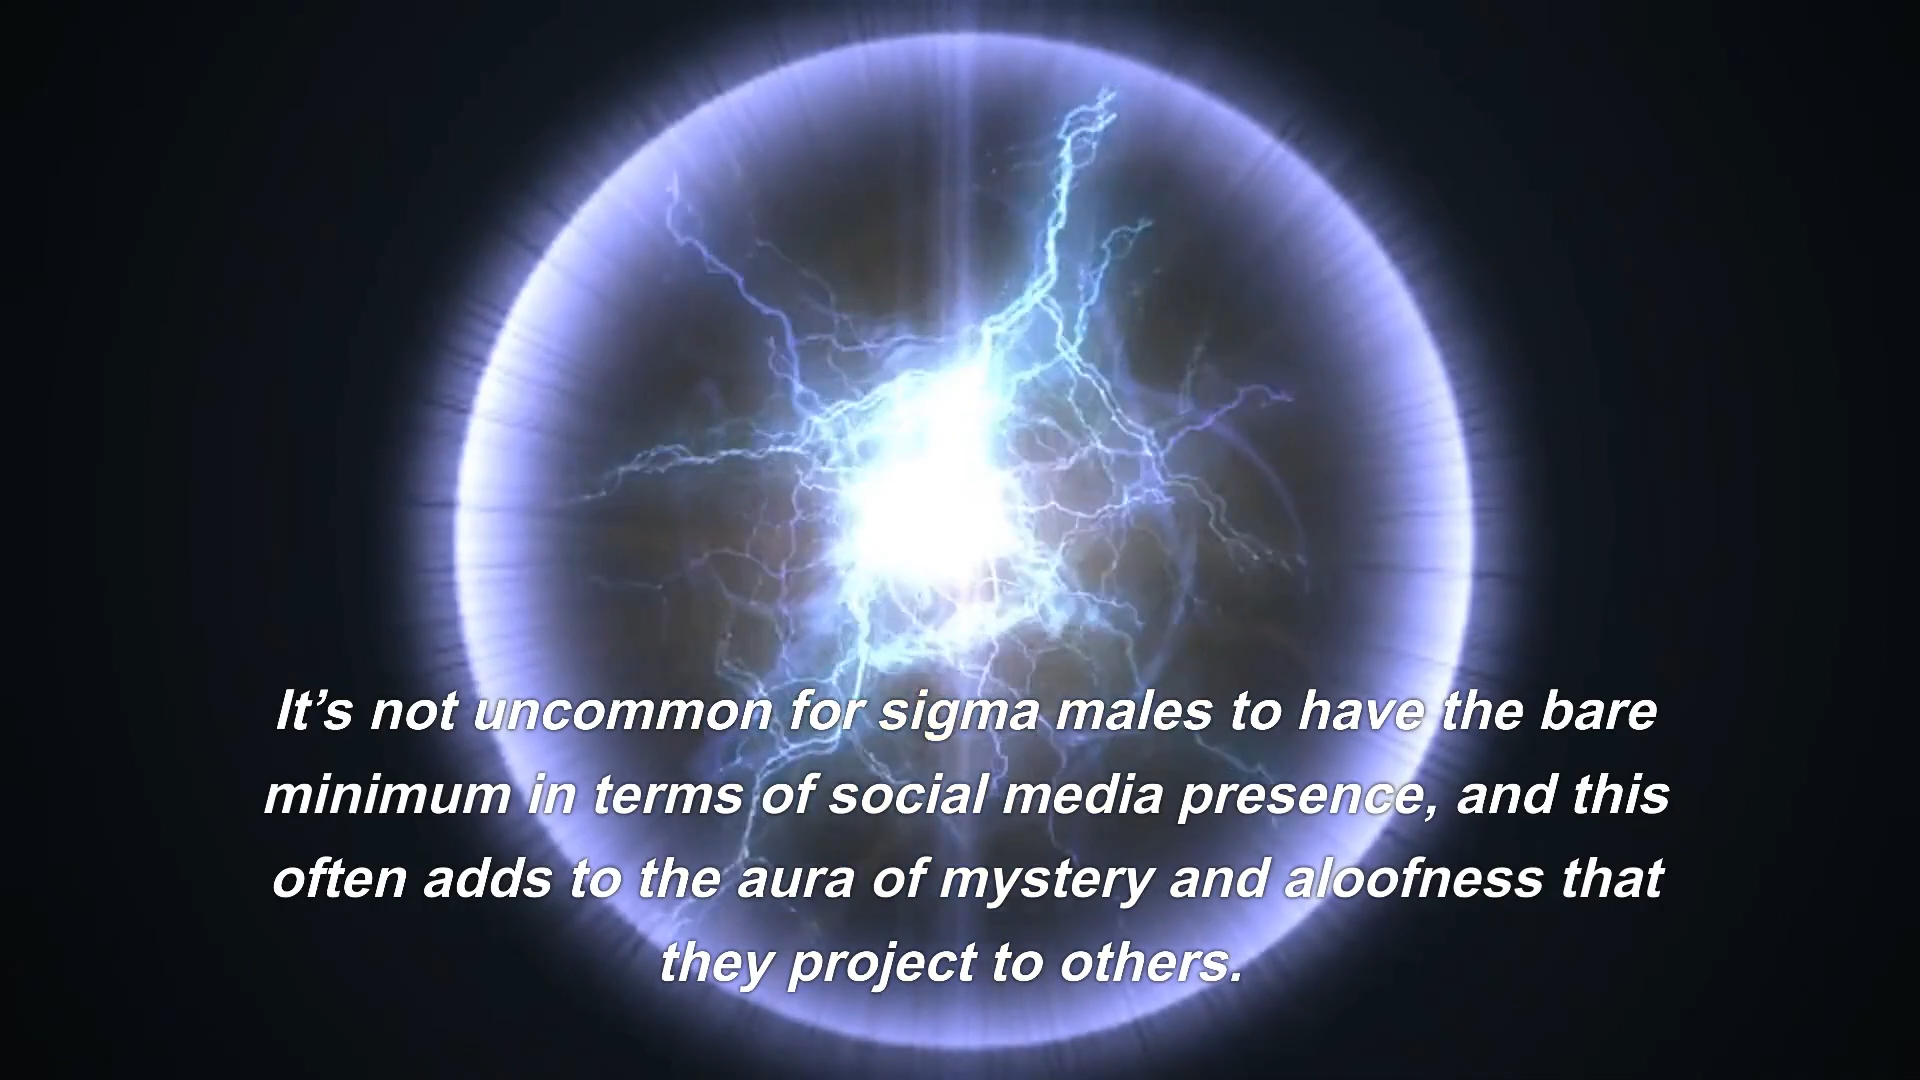 It’s not uncommon for sigma males to have the bare
minimum in terms of social media presence, and this
often adds to the aura of mystery and aloofness that
they project to others.